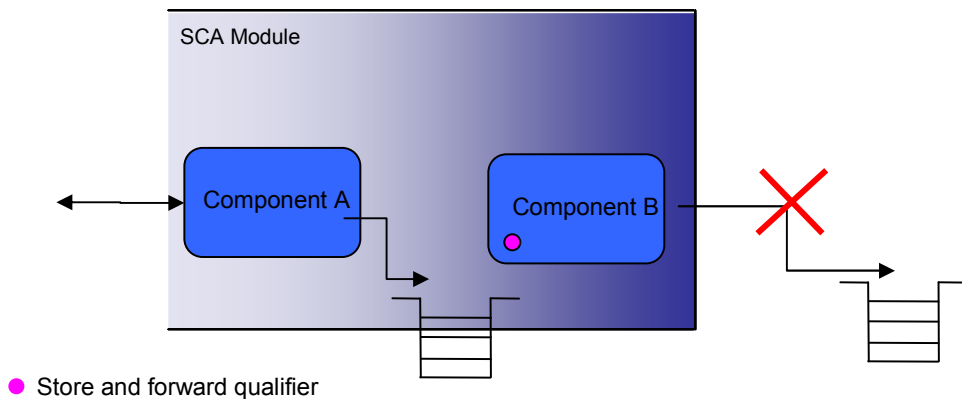 SCA Module
Component A
Component B
Store and forward qualifier